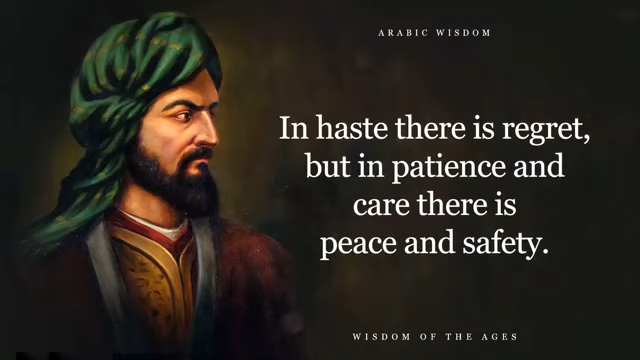 ARABIC WISDOM
In haste there is regret,
but in patience and
care there is
peace and safety.
WISDOM OF THE AGES